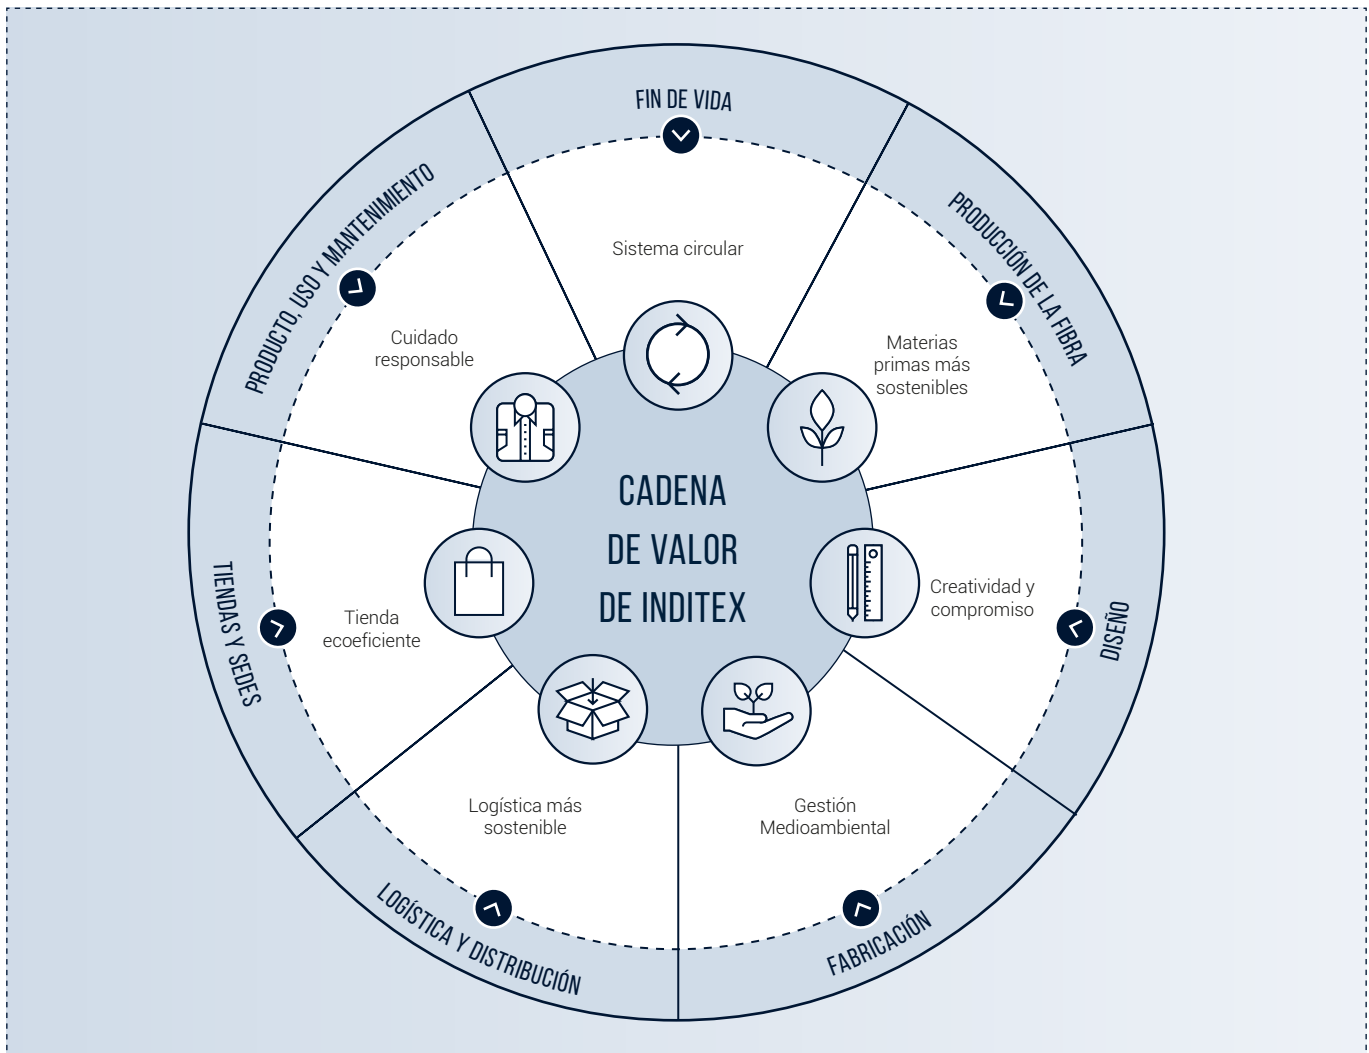 FIN DE VIDA
Sistema circular
PRODUCCIÓN DE LA FIBRA
Materias
primas más
sostenibles
DISEÑO
Creatividad y
compromiso
FABRICACIÓN
Gestión
Medioambiental
LOGÍSTICA Y DISTRIBUCIÓN
Logística más
sostenible
TIENDAS Y SEDES
Tienda
ecoeficiente
PRODUCTO, USO Y MANTENIMIENTO
Cuidado
responsable
CADENA
DE VALOR
DE INDITEX